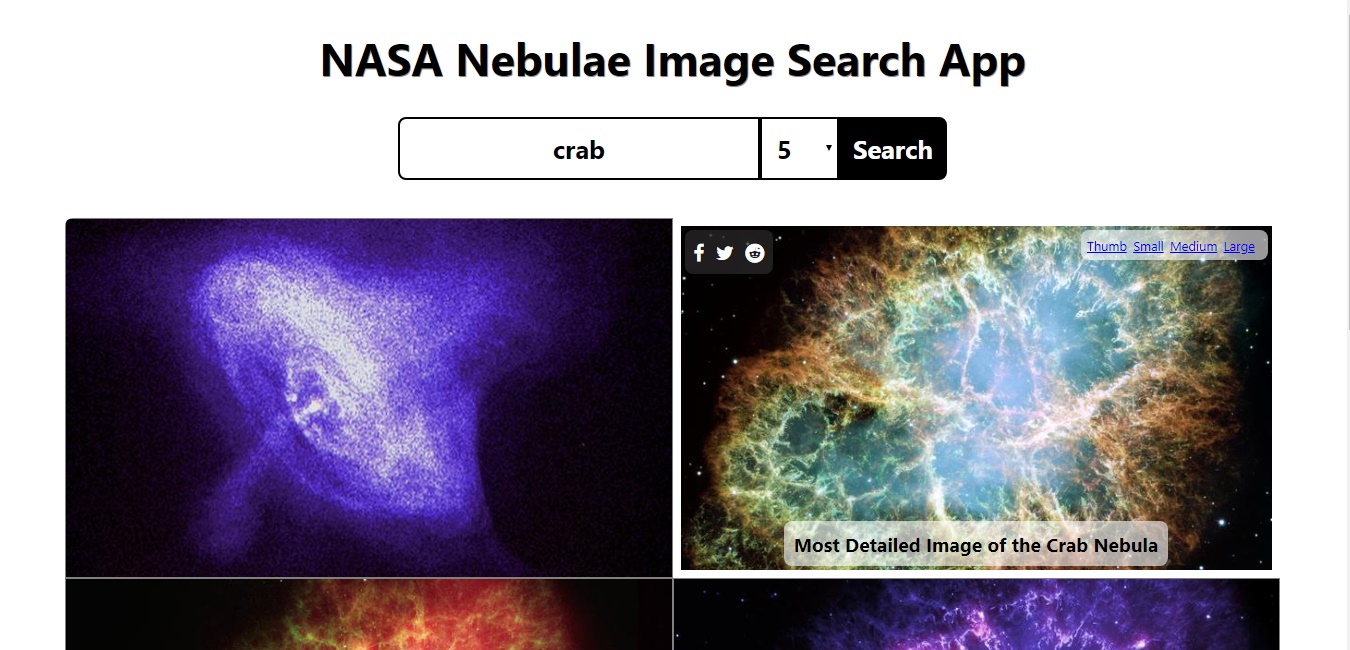 NASA Nebulae Image Search App
crab
5
Search
Thumb Small Medium Large
Most Detailed Image of the Crab Nebula